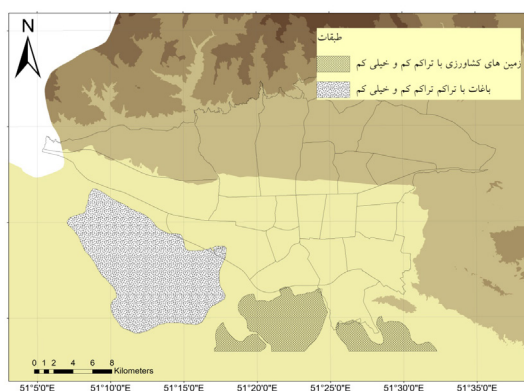 N
طبقات
زمین های کشاورزی با تراکم کم و خیلی کم
باغات با تراکم تراکم کم و خیلی کم
0 1 2 4 6 8
Kilometers
51°5'0"E 51°10'0"E 51°15'0"E 51°20'0"E 51°25'0"E 51°30'0"E 51°35'0"E